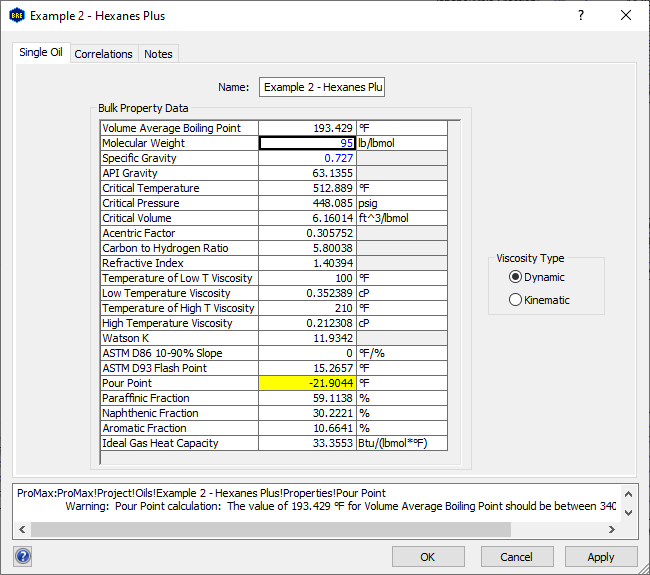 BRE Example 2 - Hexanes Plus ?
Single Oil Correlations Notes
Name: Example 2 - Hexanes Plu
Bulk Property Data
Volume Average Boiling Point 193.429 °F
Molecular Weight 95 lb/lbmol
Specific Gravity 0.727
API Gravity 63.1355
Critical Temperature 512.889 °F
Critical Pressure 448.085 psig
Critical Volume 6.16014 ft^3/lbmol
Acentric Factor 0.305752
Carbon to Hydrogen Ratio 5.80038
Refractive Index 1.40394
Temperature of Low T Viscosity 100 °F
Low Temperature Viscosity 0.352389 cP
Temperature of High T Viscosity 210 °F
High Temperature Viscosity 0.212308 cP
Watson K 11.9342
ASTM D86 10-90% Slope 0 °F/%
ASTM D93 Flash Point 15.2657 °F
Pour Point -21.9044 °F
Paraffinic Fraction 59.1138 %
Naphthenic Fraction 30.2221 %
Aromatic Fraction 10.6641 %
Ideal Gas Heat Capacity 33.3553 Btu/(lbmol*°F)
Viscosity Type
Dynamic
Kinematic
ProMax:ProMax!Project!Oils!Example 2 - Hexanes Plus!Properties!Pour Point
Warning: Pour Point calculation: The value of 193.429 °F for Volume Average Boiling Point should be between 340
? OK Cancel Apply